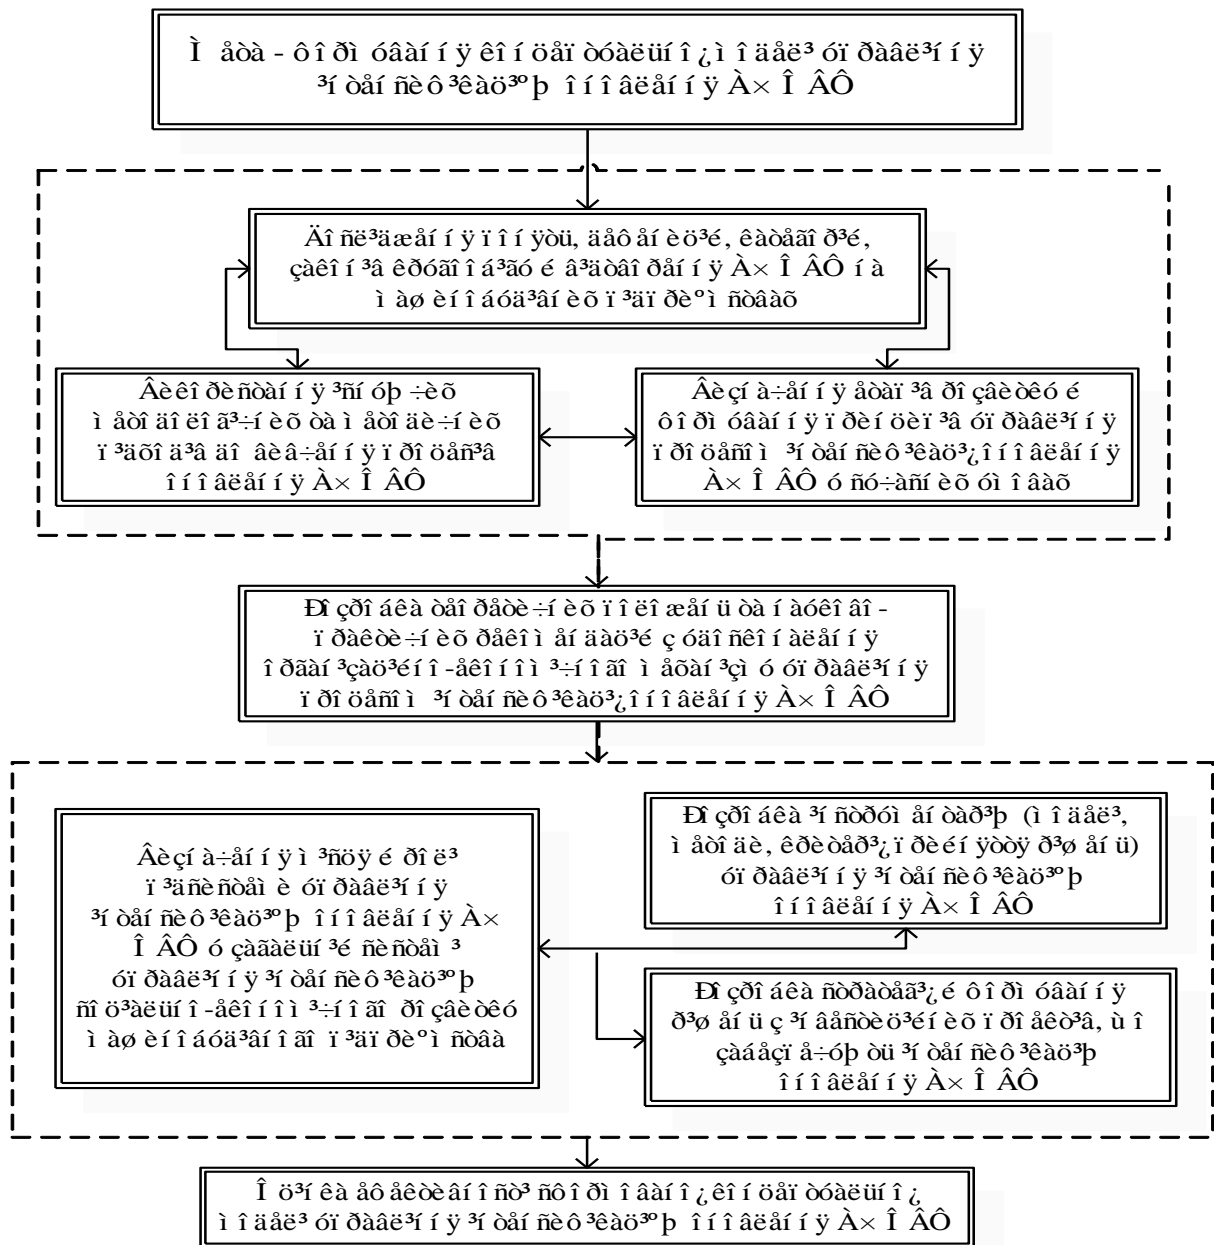 Ì åòà - ôî ðì óâàí í ÿ êî í öåï òóàëüí î ¿ ì î äåë³ óï ðàâë³í í ÿ
³í òåí ñèô ³êàö³ºþ î í î âëåí í ÿ À× Î ÂÔ
Äî ñë³äæåí í ÿ ï î í ÿòü, äåô åí èö³é, êàòåãî ð³é,
çàêî í ³â êðóãî î á³ãó é â³äòâî ðåí í ÿ À× Î ÂÔ í à
ì àø èí î áóä³âí èõ ï ³äï ðèºì ñòâàõ
Âèêî ðèñòàí í ÿ ³ñí óþ ÷èõ
ì åòî äî ëî ã³÷í èõ òà ì åòî äè÷í èõ
ï ³äõî ä³â äî âèâ÷åí í ÿ ï ðî öåñ³â
î í î âëåí í ÿ À× Î ÂÔ
Âèçí à÷åí í ÿ åòàï ³â ðî çâèòêó é
ô î ðì óâàí í ÿ ï ðèí öèï ³â óï ðàâë³í í ÿ
ï ðî öåñî ì ³í òåí ñèô ³êàö³¿ î í î âëåí í ÿ
À× Î ÂÔ ó ñó÷àñí èõ óì î âàõ
Ðî çðî áêà òåî ðåòè÷í èõ ï î ëî æåí ü òà í àóêî âî -
ï ðàêòè÷í èõ ðåêî ì åí äàö³é ç óäî ñêî í àëåí í ÿ
î ðãàí ³çàö³éí î -åêî í î ì ³÷í î ãî ì åõàí ³çì ó óï ðàâë³í í ÿ
ï ðî öåñî ì ³í òåí ñèô ³êàö³¿ î í î âëåí í ÿ À× Î ÂÔ
Âèçí à÷åí í ÿ ì ³ñöÿ é ðî ë³
ï ³äñèñòåì è óï ðàâë³í í ÿ
³í òåí ñèô ³êàö³ºþ î í î âëåí í ÿ À×
Î ÂÔ ó çàãàëüí ³é ñèñòåì ³
óï ðàâë³í í ÿ ³í òåí ñèô ³êàö³ºþ
ñî ö³àëüí î -åêî í î ì ³÷í î ãî ðî çâèòêó
ì àø èí î áóä³âí î ãî ï ³äï ðèºì ñòâà
Ðî çðî áêà ³í ñòðóì åí òàð³þ (ì î äåë³,
ì åòî äè, êðèòåð³¿ ï ðèéí ÿòòÿ ð³ø åí ü)
óï ðàâë³í í ÿ ³í òåí ñèô ³êàö³ºþ
î í î âëåí í ÿ À× Î ÂÔ
Ðî çðî áêà ñòðàòåã³¿ é ô î ðì óâàí í ÿ
ð³ø åí ü ç ³í âåñòèö³éí èõ ï ðî åêò³â, ù î
çàáåçï å÷óþ òü ³í òåí ñèô ³êàö³þ
î í î âëåí í ÿ À× Î ÂÔ
Î ö³í êà åô åêòèâí î ñò³ ñô î ðì î âàí î ¿ êî í öåï òóàëüí î ¿
ì î äåë³ óï ðàâë³í í ÿ ³í òåí ñèô ³êàö³ºþ î í î âëåí í ÿ À× Î ÂÔ